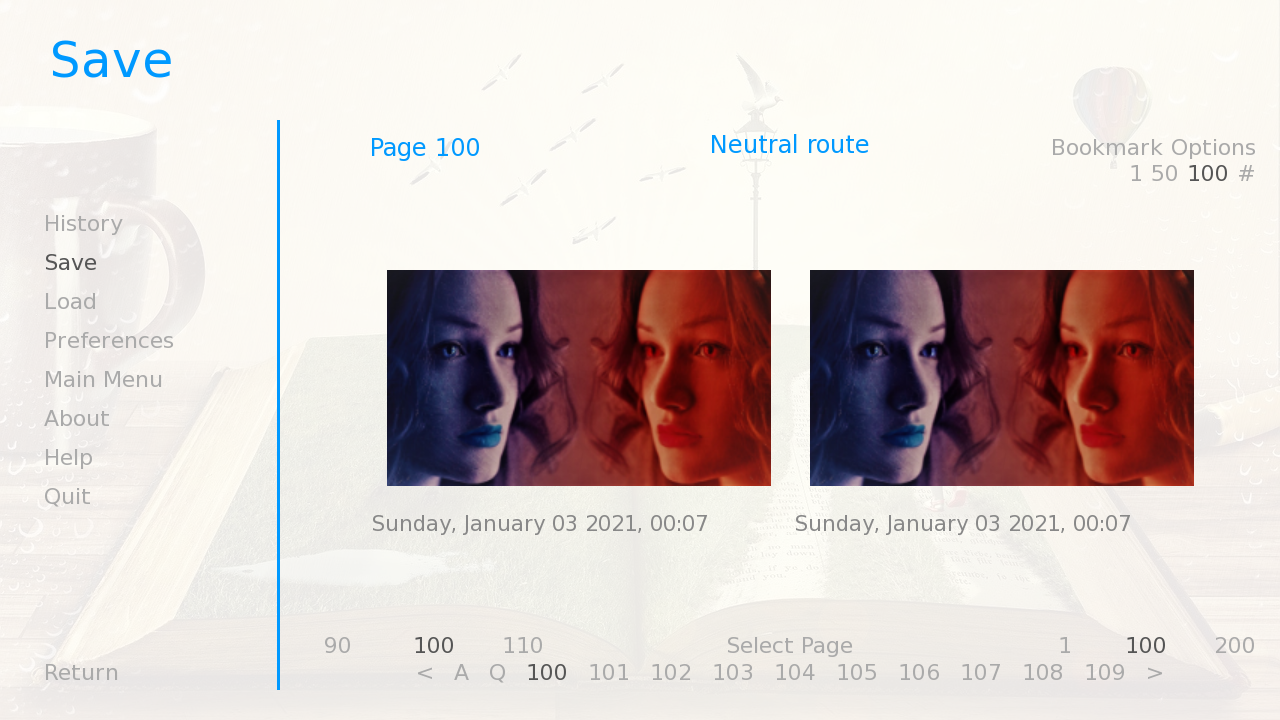 Save
Page 100
Neutral route
Bookmark Options
1 50 100 #
History
Save
Load
Preferences
Main Menu
About
Help
Quit
Return
Sunday, January 03 2021, 00:07
Sunday, January 03 2021, 00:07
90 100 110 Select Page 1 100 200
< A Q 100 101 102 103 104 105 106 107 108 109 >